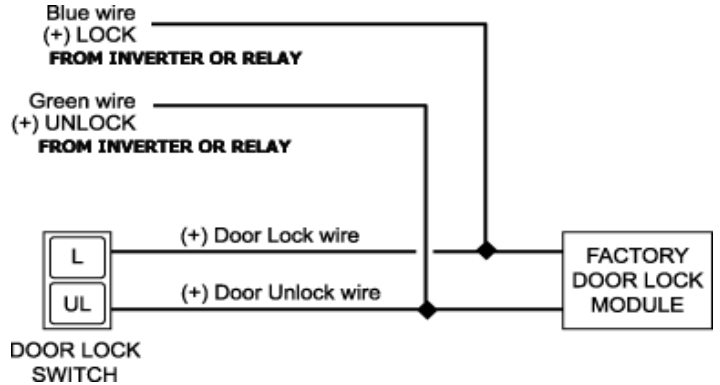 Blue wire
(+) LOCK
FROM INVERTER OR RELAY
Green wire
(+) UNLOCK
FROM INVERTER OR RELAY
(+) Door Lock wire
L
(+) Door Unlock wire
UL
DOOR LOCK
SWITCH
FACTORY
DOOR LOCK
MODULE